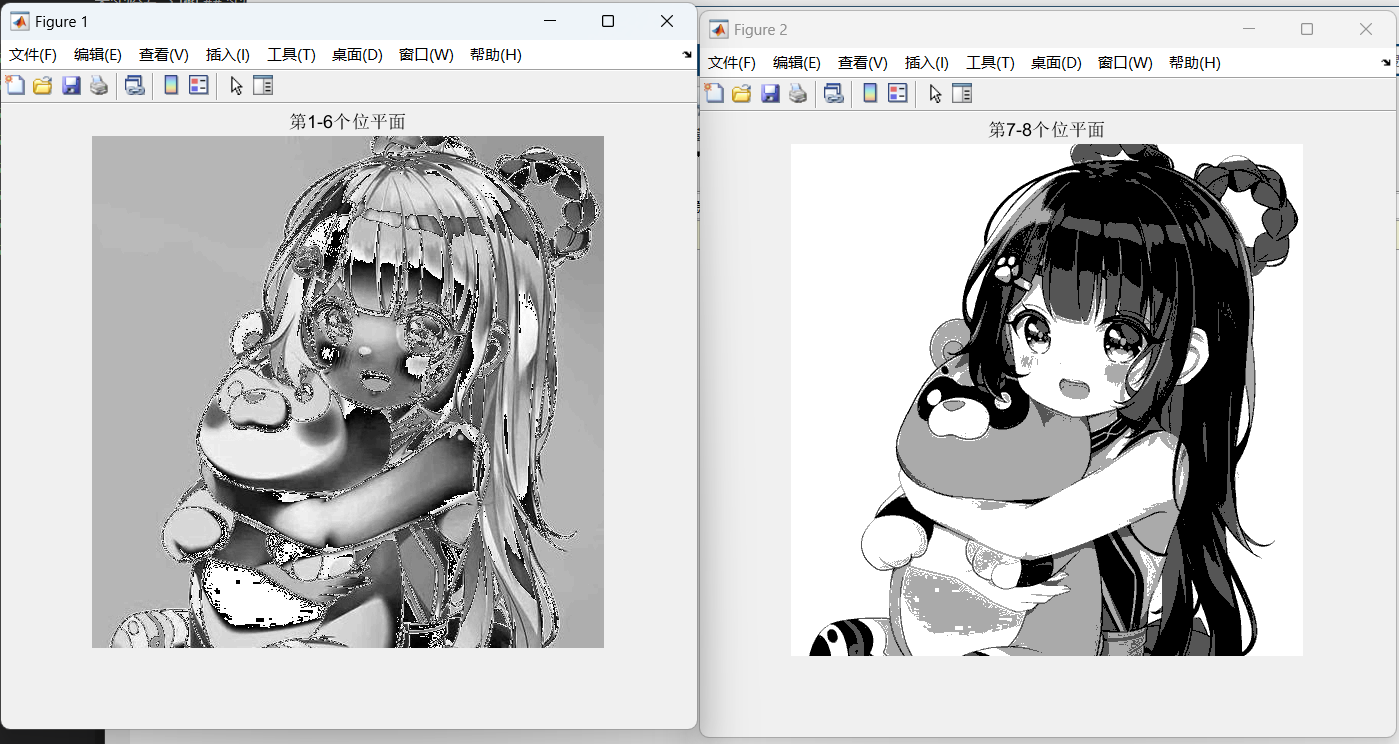 Figure 1
文件(F) 编辑(E) 查看(V) 插入(I) 工具(T) 桌面(D) 窗口(W) 帮助(H)
第1-6个位平面
Figure 2
文件(F) 编辑(E) 查看(V) 插入(I) 工具(T) 桌面(D) 窗口(W) 帮助(H)
第7-8个位平面